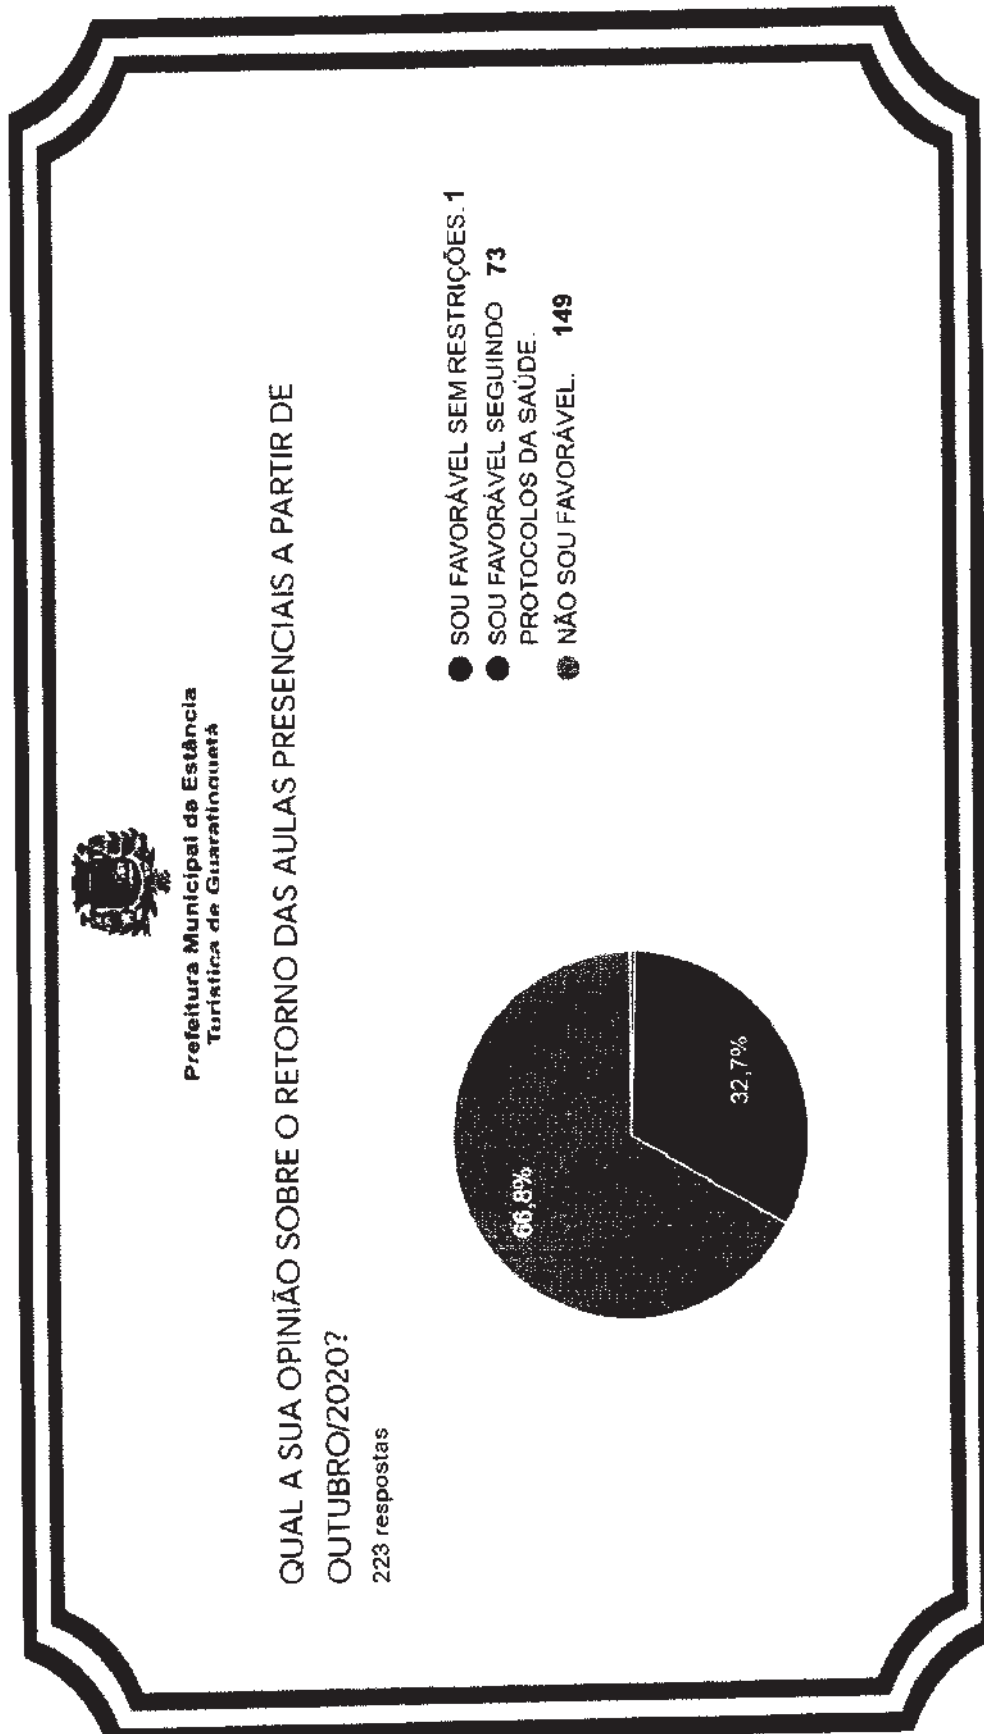 Prefeitura Municipal da Estância
Turística de Guaratinguetá
QUAL A SUA OPINIÃO SOBRE O RETORNO DAS AULAS PRESENCIAIS A PARTIR DE
OUTUBRO/2020?
223 respostas
SOU FAVORÁVEL SEM RESTRIÇÕES. 1
SOU FAVORÁVEL SEGUINDO 73
PROTOCOLOS DA SAÚDE.
NÃO SOU FAVORÁVEL. 149
66,8%
32,7%